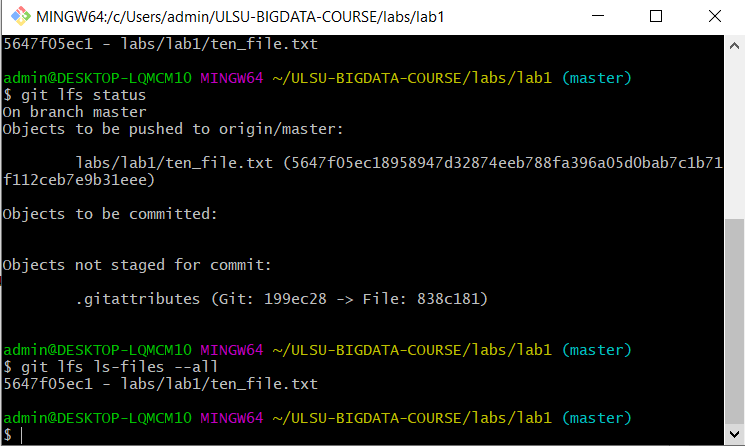 MINGW64:/c/Users/admin/ULSU-BIGDATA-COURSE/labs/lab1
5647f05ec1 - labs/lab1/ten_file.txt
admin@DESKTOP-LQMCM10 MINGW64 ~/ULSU-BIGDATA-COURSE/labs/lab1 (master)
$ git lfs status
On branch master
Objects to be pushed to origin/master:
labs/lab1/ten_file.txt (5647f05ec18958947d32874eeb788fa396a05d0bab7c1b71
f112ceb7e9b31eee)
Objects to be committed:
Objects not staged for commit:
.gitattributes (Git: 199ec28 -> File: 838c181)
admin@DESKTOP-LQMCM10 MINGW64 ~/ULSU-BIGDATA-COURSE/labs/lab1 (master)
$ git lfs ls-files --all
5647f05ec1 - labs/lab1/ten_file.txt
admin@DESKTOP-LQMCM10 MINGW64 ~/ULSU-BIGDATA-COURSE/labs/lab1 (master)
$